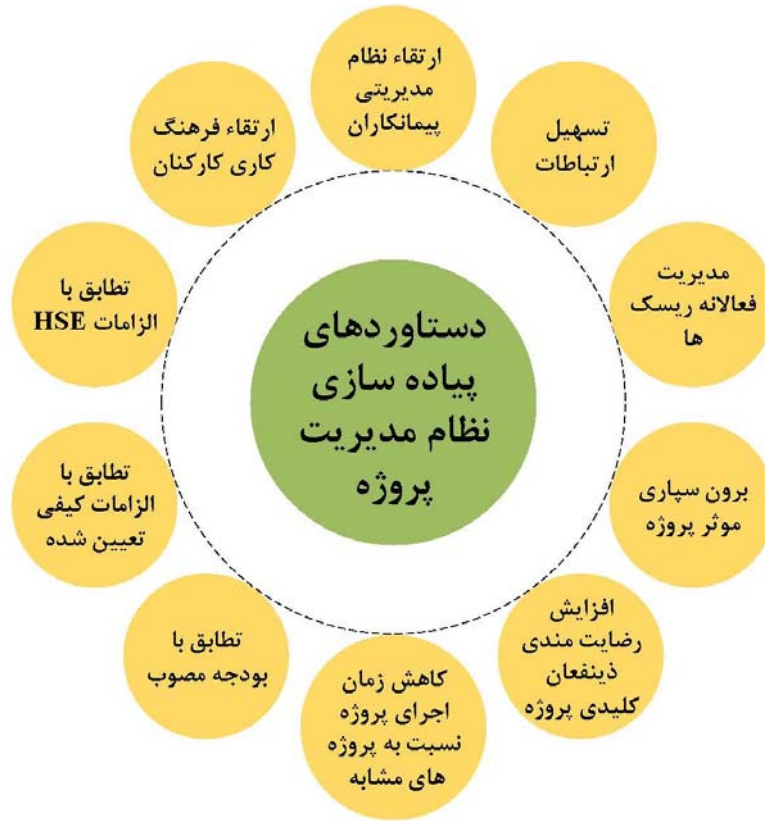 دستاوردهای
پیاده سازی
نظام مدیریت
پروژه
ارتقاء نظام
مدیریتی
پیمانکاران
تسهیل
ارتباطات
مدیریت
فعالانه ریسک
ها
برون سپاری
موثر پروژه
افزایش
رضایت مندی
ذینفعان
کلیدی پروژه
کاهش زمان
اجرای پروژه
نسبت به پروژه
های مشابه
تطابق با
بودجه مصوب
تطابق با
الزامات کیفی
تعیین شده
تطابق با
الزامات HSE
ارتقاء فرهنگ
کاری کارکنان